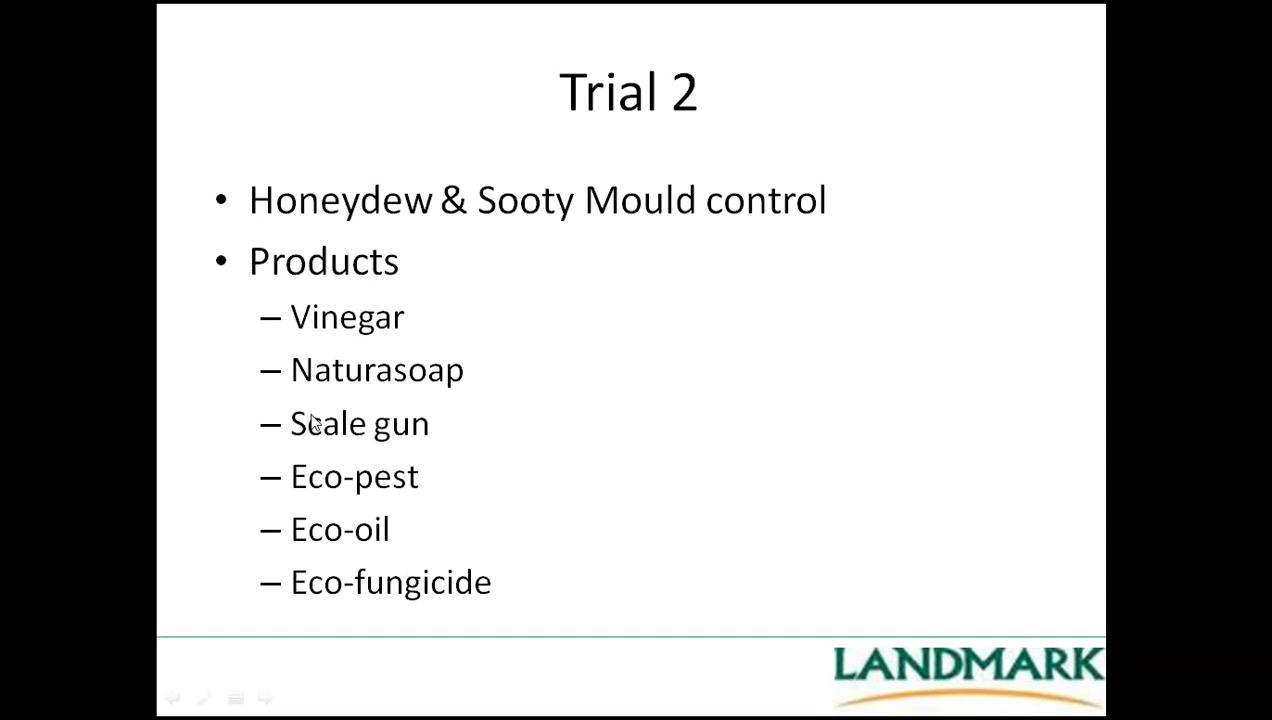 Trial 2
• Honeydew & Sooty Mould control
• Products
– Vinegar
– Naturasoap
– Scale gun
– Eco-pest
– Eco-oil
– Eco-fungicide
LANDMARK